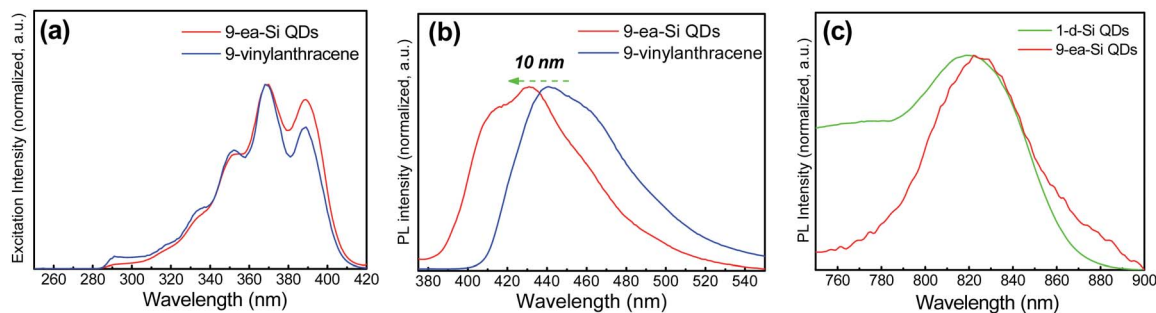 (a)
9-ea-Si QDs
9-vinylanthracene
Excitation Intensity (normalized, a.u.)
260 280 300 320 340 360 380 400 420
Wavelength (nm)
(b)
9-ea-Si QDs
9-vinylanthracene
10 nm
PL intensity (normalized, a.u.)
380 400 420 440 460 480 500 520 540
Wavelength (nm)
(c)
1-d-Si QDs
9-ea-Si QDs
PL Intensity (normalized, a.u.)
760 780 800 820 840 860 880 900
Wavelength (nm)